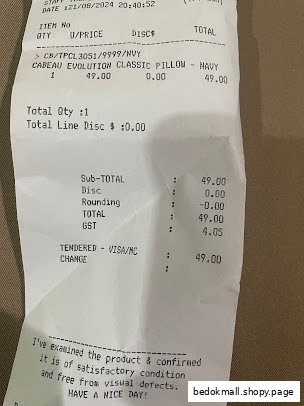 DATE :21/08/2024 20:40:52
ITEM No
QTY U/PRICE DISC$ TOTAL
> CB/TPCL3051/9999/NVY
CABEAU EVOLUTION CLASSIC PILLOW - NAVY
1 49.00 0.00 49.00
Total Qty :1
Total Line Disc $ :0.00
Sub-TOTAL : 49.00
Disc : 0.00
Rounding : -0.00
TOTAL : 49.00
GST : 4.05
TENDERED - VISA/MC : 49.00
CHANGE :
I've examined the product & confirmed
it is of satisfactory condition
and free from visual defects.
HAVE A NICE DAY!
bedokmall.shopy.page